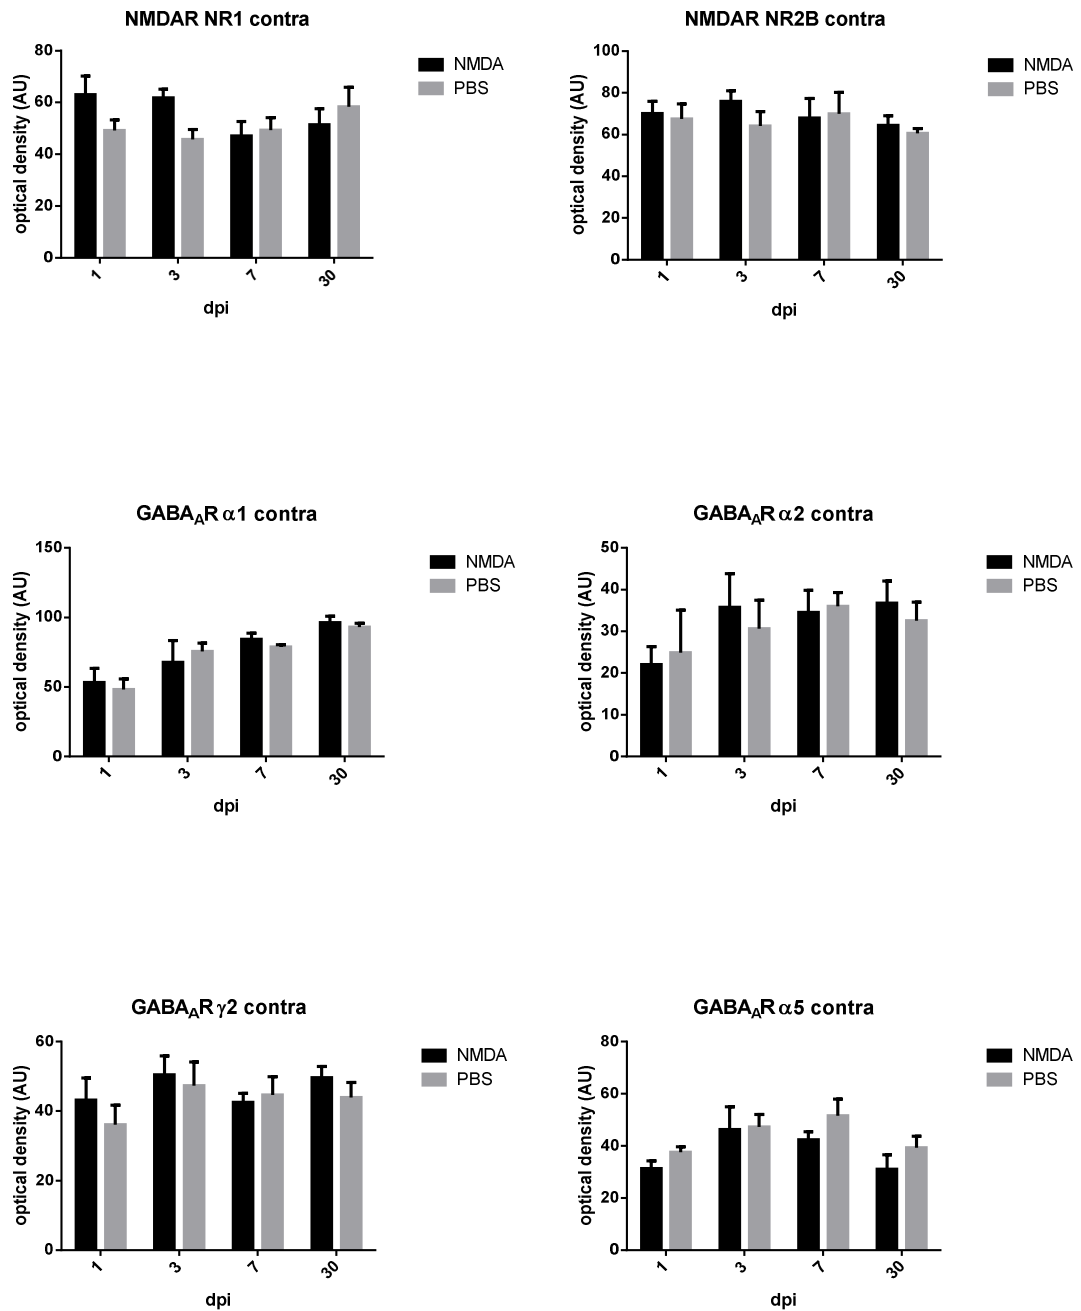 NMDAR NR1 contra
optical density (AU)
80
60
40
20
0
1 3 7 30
dpi
NMDA
PBS
NMDAR NR2B contra
optical density (AU)
100
80
60
40
20
0
1 3 7 30
dpi
NMDA
PBS
GABA_AR α1 contra
optical density (AU)
150
100
50
0
1 3 7 30
dpi
NMDA
PBS
GABA_AR α2 contra
optical density (AU)
50
40
30
20
10
0
1 3 7 30
dpi
NMDA
PBS
GABA_AR γ2 contra
optical density (AU)
60
40
20
0
1 3 7 30
dpi
NMDA
PBS
GABA_AR α5 contra
optical density (AU)
80
60
40
20
0
1 3 7 30
dpi
NMDA
PBS